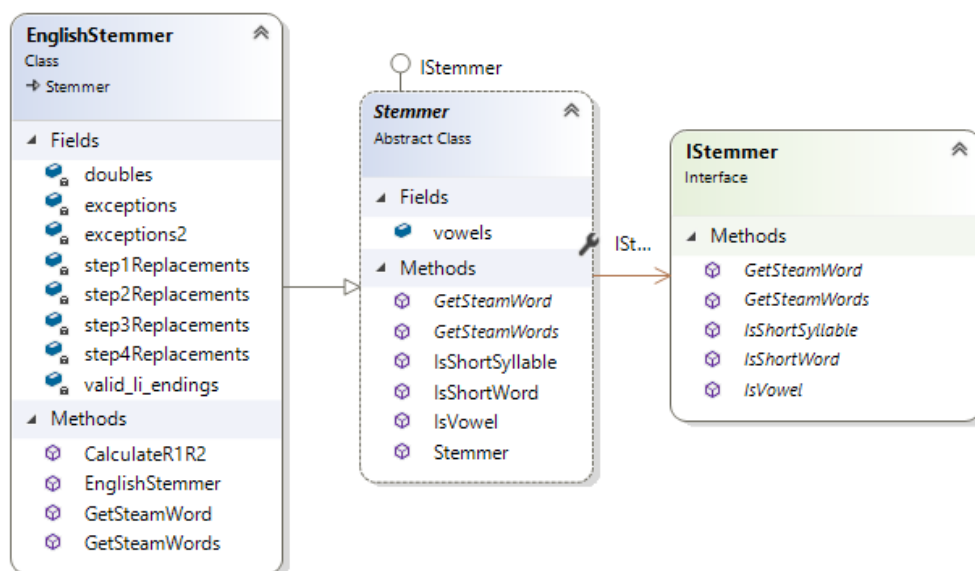 EnglishStemmer
Class
Stemmer
Fields
doubles
exceptions
exceptions2
step1Replacements
step2Replacements
step3Replacements
step4Replacements
valid_li_endings
Methods
CalculateR1R2
EnglishStemmer
GetSteamWord
GetSteamWords
IStemmer
Stemmer
Abstract Class
Fields
vowels
Methods
GetSteamWord
GetSteamWords
IsShortSyllable
IsShortWord
IsVowel
Stemmer
ISt...
IStemmer
Interface
Methods
GetSteamWord
GetSteamWords
IsShortSyllable
IsShortWord
IsVowel